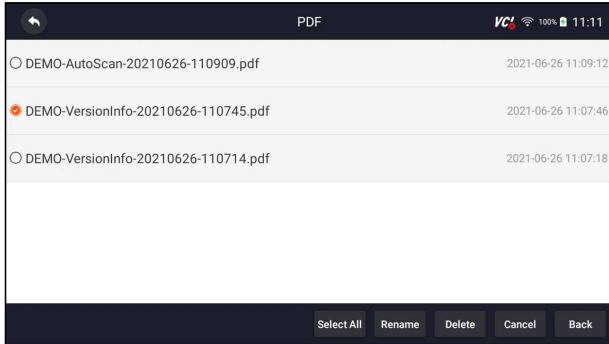 PDF VC! 100% 11:11
DEMO-AutoScan-20210626-110909.pdf 2021-06-26 11:09:12
DEMO-VersionInfo-20210626-110745.pdf 2021-06-26 11:07:46
DEMO-VersionInfo-20210626-110714.pdf 2021-06-26 11:07:18
Select All Rename Delete Cancel Back